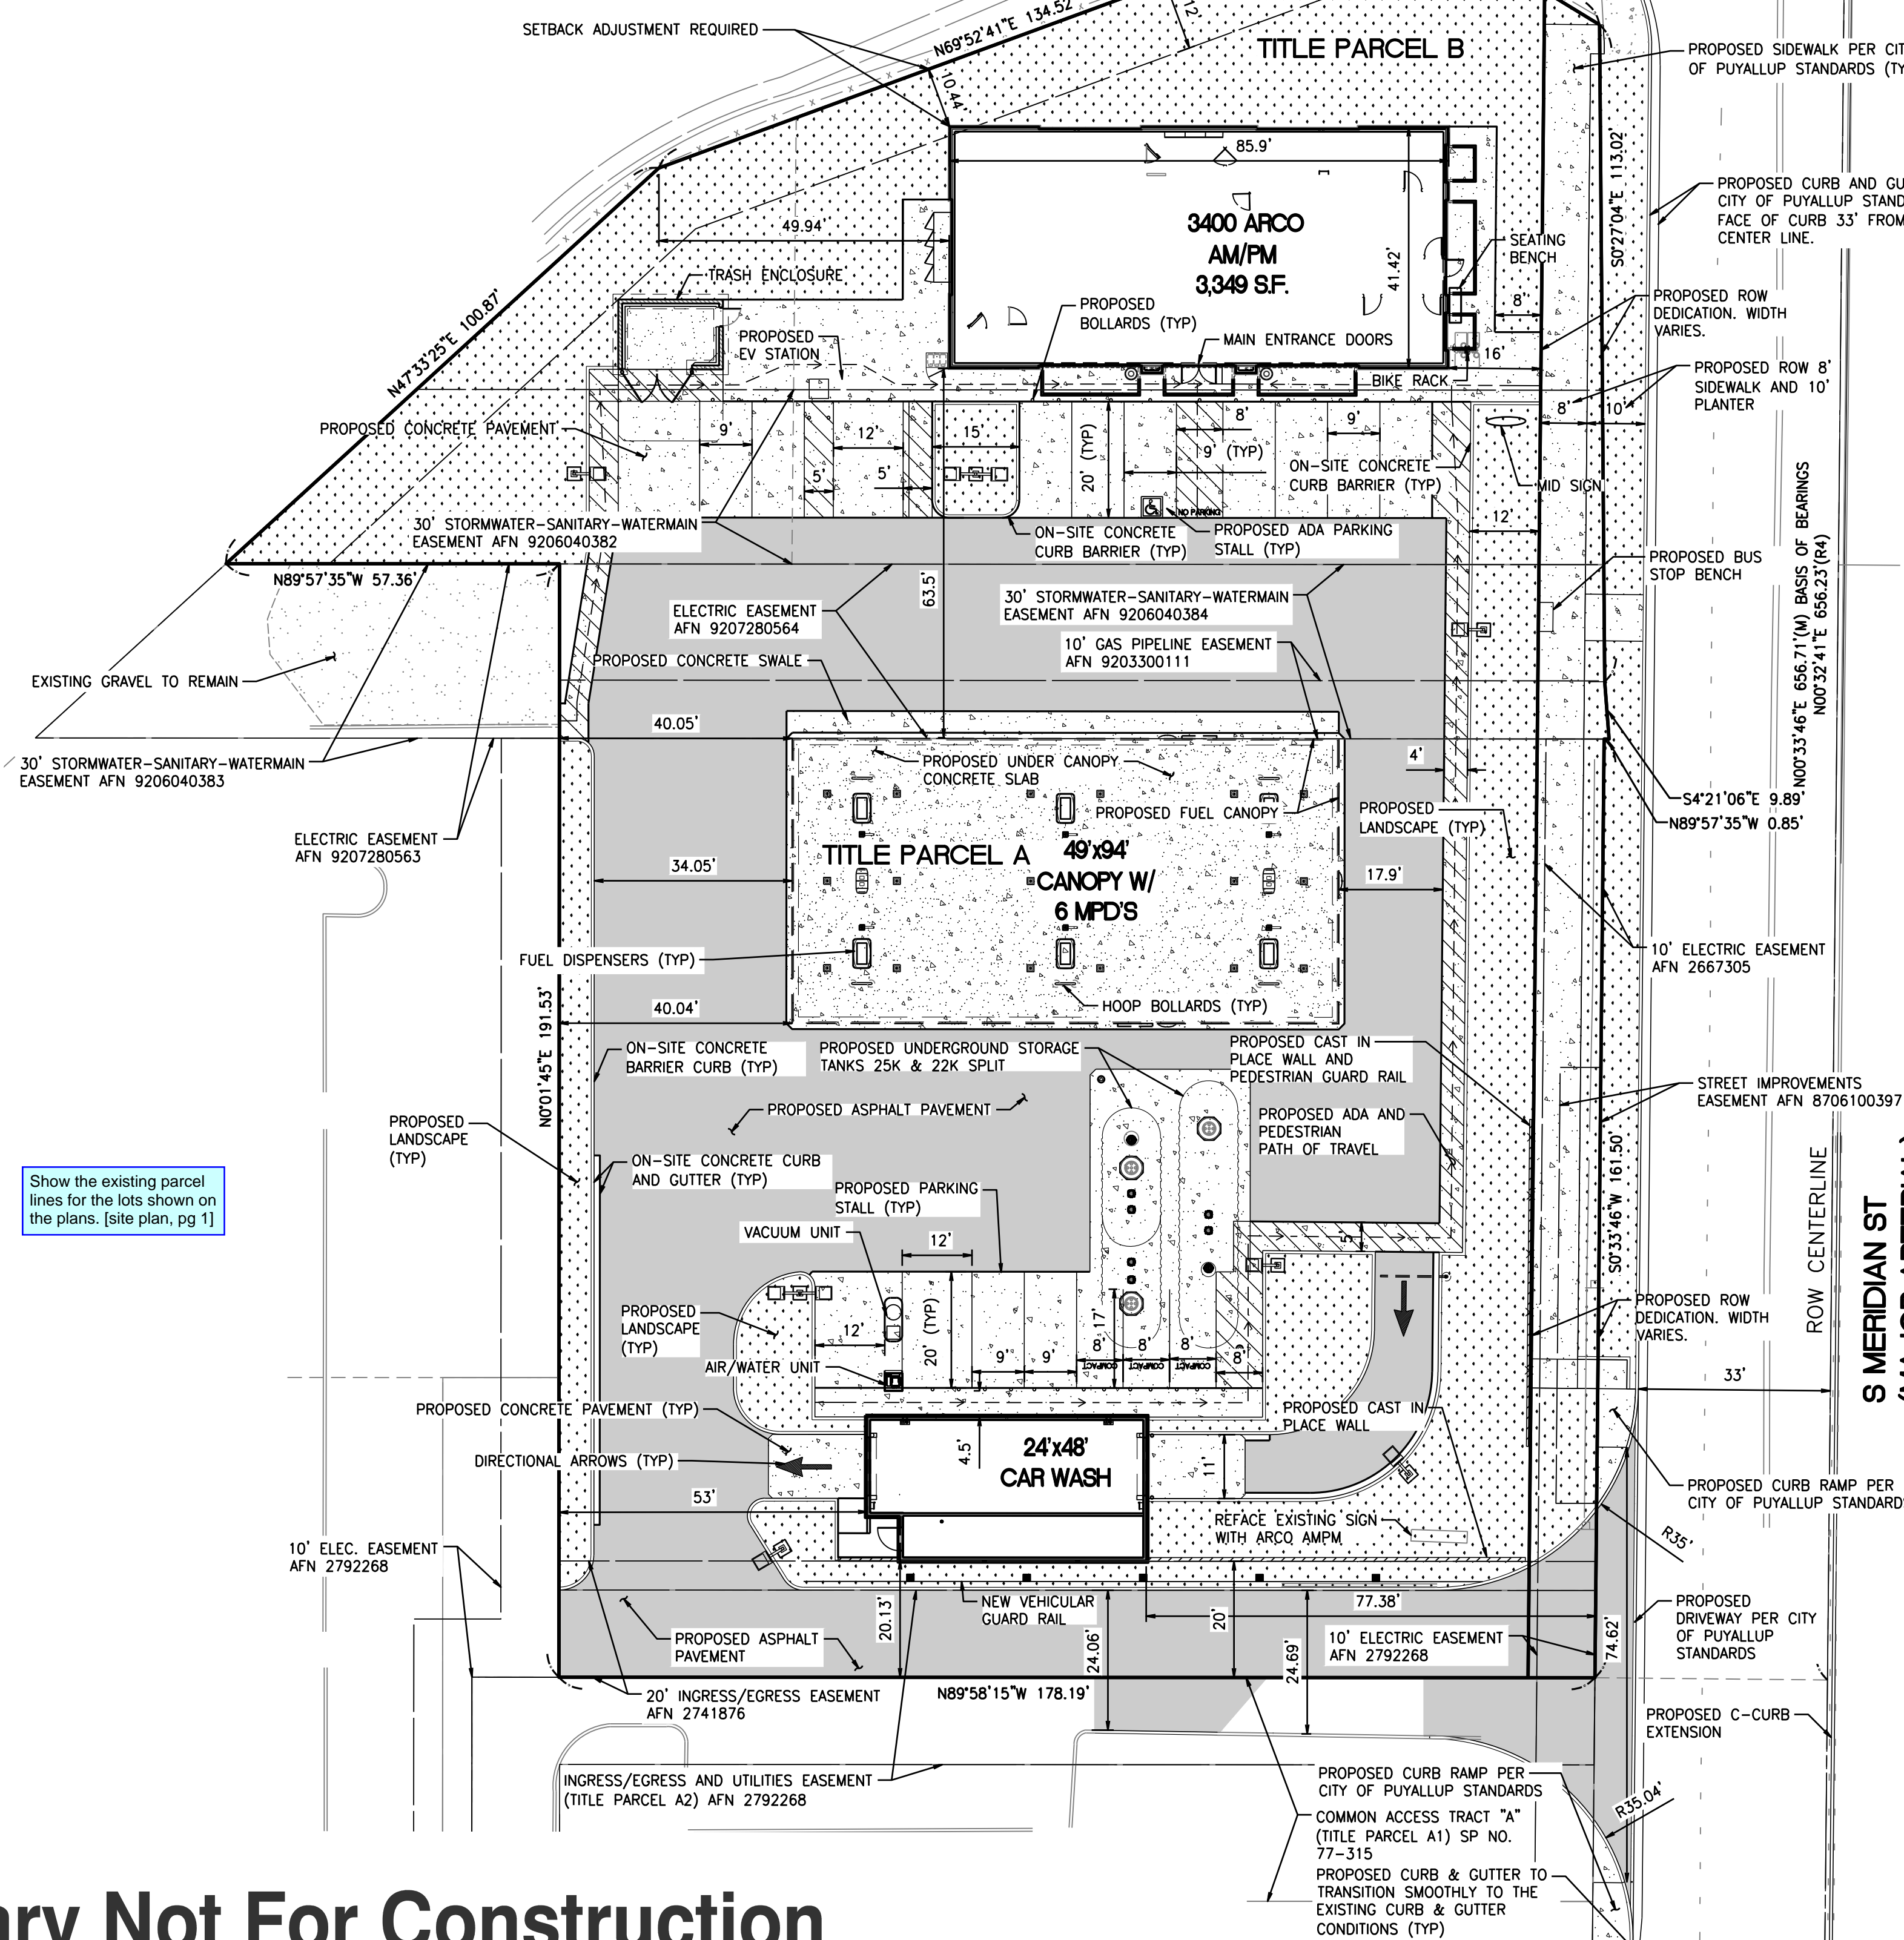 SETBACK ADJUSTMENT REQUIRED
N69°52'41"E 134.52'
12'
10.44'
TITLE PARCEL B
PROPOSED SIDEWALK PER
OF PUYALLUP STANDARDS
S0°27'04"E 113.02'
PROPOSED CURB AND
CITY OF PUYALLUP
FACE OF CURB 33' FROM
CENTER LINE.
85.9'
49.94'
3400 ARCO
AM/PM
3,349 S.F.
41.42'
SEATING
BENCH
8'
TRASH ENCLOSURE
PROPOSED
BOLLARDS (TYP)
PROPOSED ROW
DEDICATION. WIDTH
VARIES.
N47°33'25"E 100.87'
PROPOSED
EV STATION
MAIN ENTRANCE DOORS
16'
BIKE RACK
PROPOSED ROW 8'
SIDEWALK AND 10'
PLANTER
8'
10'
PROPOSED CONCRETE PAVEMENT
9'
12'
15'
20' (TYP)
8'
9'
5'
5'
9' (TYP)
ON-SITE CONCRETE
CURB BARRIER (TYP)
MID SIGN
NO PARKING
12'
30' STORMWATER-SANITARY-WATERMAIN
EASEMENT AFN 9206040382
ON-SITE CONCRETE
CURB BARRIER (TYP)
PROPOSED ADA PARKING
STALL (TYP)
PROPOSED BUS
STOP BENCH
N00°33'46"E 656.71'(M) BASIS OF BEARINGS
N00°32'41"E 656.23'(R4)
N89°57'35"W 57.36'
63.5'
ELECTRIC EASEMENT
AFN 9207280564
30' STORMWATER-SANITARY-WATERMAIN
EASEMENT AFN 9206040384
10' GAS PIPELINE EASEMENT
AFN 9203300111
PROPOSED CONCRETE SWALE
EXISTING GRAVEL TO REMAIN
40.05'
30' STORMWATER-SANITARY-WATERMAIN
EASEMENT AFN 9206040383
PROPOSED UNDER CANOPY
CONCRETE SLAB
4'
PROPOSED FUEL CANOPY
PROPOSED
LANDSCAPE (TYP)
S4°21'06"E 9.89'
N89°57'35"W 0.85'
ELECTRIC EASEMENT
AFN 9207280563
TITLE PARCEL A
49'x94'
CANOPY W/
6 MPD'S
34.05'
17.9'
FUEL DISPENSERS (TYP)
10' ELECTRIC EASEMENT
AFN 2667305
HOOP BOLLARDS (TYP)
40.04'
N0°01'45"E 191.53'
ON-SITE CONCRETE
BARRIER CURB (TYP)
PROPOSED UNDERGROUND STORAGE
TANKS 25K & 22K SPLIT
PROPOSED CAST IN
PLACE WALL AND
PEDESTRIAN GUARD RAIL
STREET IMPROVEMENTS
EASEMENT AFN 8706100397
PROPOSED ASPHALT PAVEMENT
PROPOSED ADA AND
PEDESTRIAN
PATH OF TRAVEL
PROPOSED
LANDSCAPE
(TYP)
ON-SITE CONCRETE CURB
AND GUTTER (TYP)
S0°33'46"W 161.50'
ROW CENTERLINE
S MERIDIAN ST
Show the existing parcel
lines for the lots shown on
the plans. [site plan, pg 1]
PROPOSED PARKING
STALL (TYP)
VACUUM UNIT
12'
5'
PROPOSED
LANDSCAPE
(TYP)
12'
20' (TYP)
17'
9'
9'
8'
8'
8'
8'
COMPACT
COMPACT
COMPACT
PROPOSED ROW
DEDICATION. WIDTH
VARIES.
AIR/WATER UNIT
33'
PROPOSED CONCRETE PAVEMENT (TYP)
PROPOSED CAST IN
PLACE WALL
4.5'
24'x48'
CAR WASH
11'
DIRECTIONAL ARROWS (TYP)
53'
PROPOSED CURB RAMP PER
CITY OF PUYALLUP
REFACE EXISTING SIGN
WITH ARCO AMPM
R35'
10' ELEC. EASEMENT
AFN 2792268
20.13'
NEW VEHICULAR
GUARD RAIL
24.06'
20'
77.38'
24.69'
74.62'
PROPOSED
DRIVEWAY PER CITY
OF PUYALLUP
STANDARDS
PROPOSED ASPHALT
PAVEMENT
10' ELECTRIC EASEMENT
AFN 2792268
20' INGRESS/EGRESS EASEMENT
AFN 2741876
N89°58'15"W 178.19'
PROPOSED C-CURB
EXTENSION
INGRESS/EGRESS AND UTILITIES EASEMENT
(TITLE PARCEL A2) AFN 2792268
PROPOSED CURB RAMP PER
CITY OF PUYALLUP STANDARDS
R35.04'
COMMON ACCESS TRACT "A"
(TITLE PARCEL A1) SP NO.
77-315
PROPOSED CURB & GUTTER TO
TRANSITION SMOOTHLY TO THE
EXISTING CURB & GUTTER
CONDITIONS (TYP)
Not For Construction